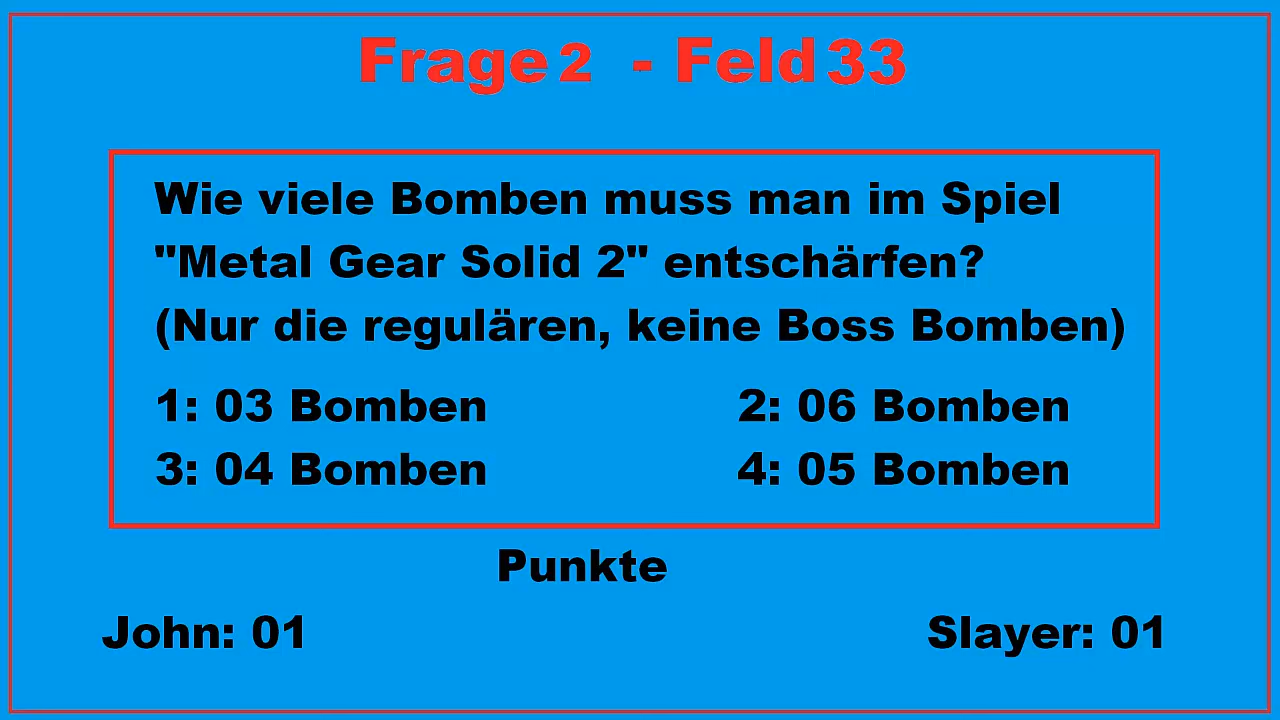 Frage 2 - Feld 33
Wie viele Bomben muss man im Spiel
"Metal Gear Solid 2" entschärfen?
(Nur die regulären, keine Boss Bomben)
1: 03 Bomben 2: 06 Bomben
3: 04 Bomben 4: 05 Bomben
Punkte
John: 01 Slayer: 01